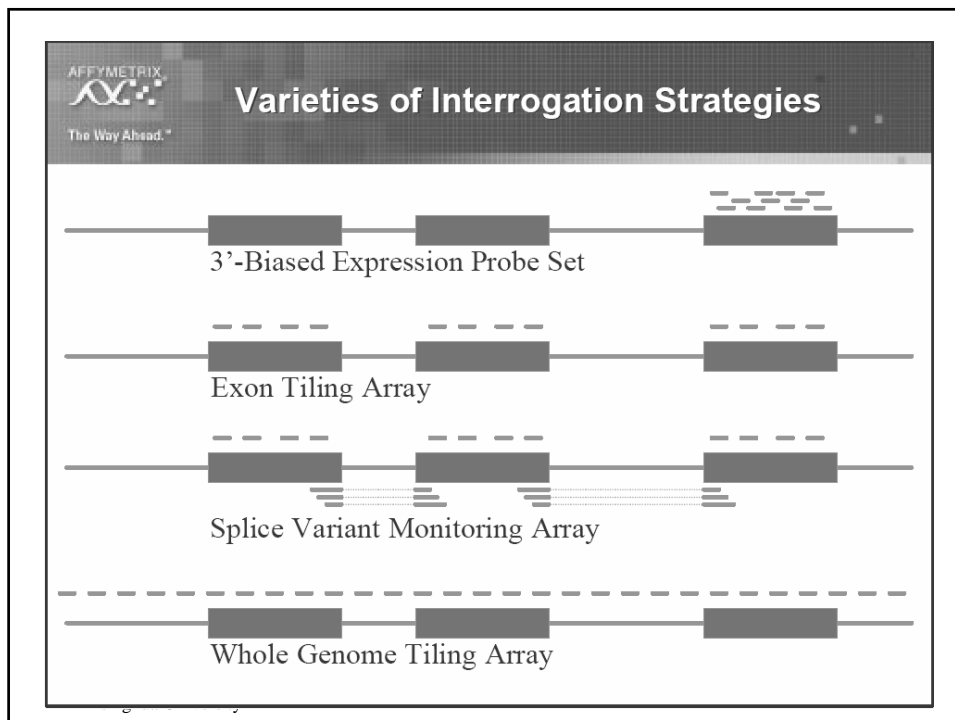 AFFYMETRIX
The Way Ahead.™
Varieties of Interrogation Strategies
3’-Biased Expression Probe Set
Exon Tiling Array
Splice Variant Monitoring Array
Whole Genome Tiling Array